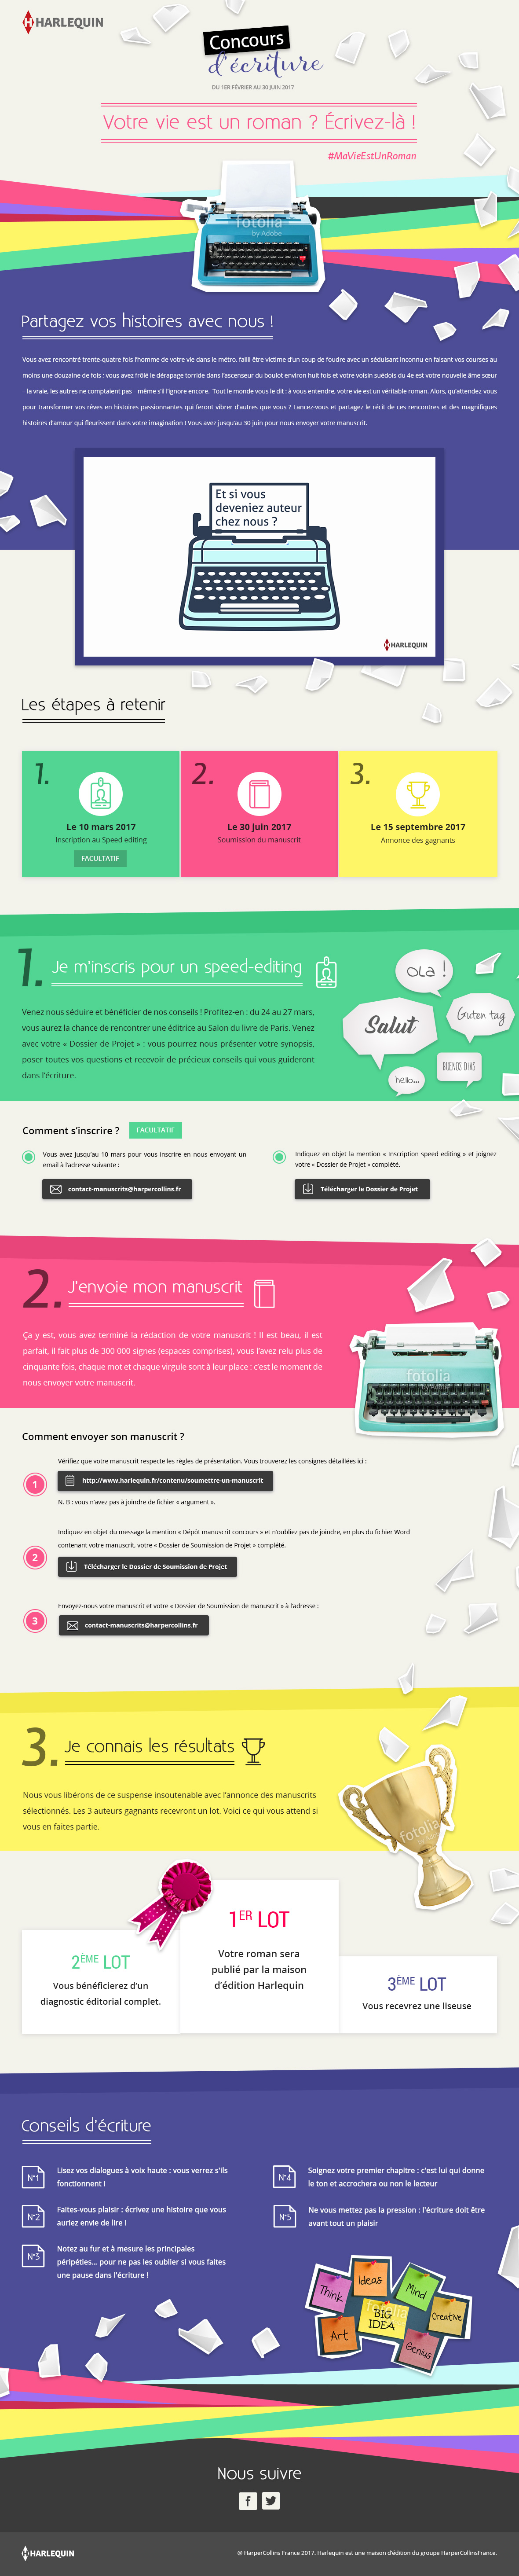 HARLEQUIN
Concours
d'écriture
DU 1ER FÉVRIER AU 30 JUIN 2017
Votre vie est un roman ? Écrivez-là !
#MaVieEstUnRoman
fotolia
by Adobe
Partagez vos histoires avec nous !
Vous avez rencontré trente-quatre fois l'homme de votre vie dans le métro, failli être victime d'un coup de foudre avec un séduisant inconnu en faisant vos courses au
moins une douzaine de fois ; vous avez frôlé le dérapage torride dans l'ascenseur du boulot environ huit fois et votre voisin suédois du 4e est votre nouvelle âme sœur
– la vraie, les autres ne comptaient pas – même s'il l'ignore encore. Tout le monde vous le dit : à vous entendre, votre vie est un véritable roman. Alors, qu'attendez-vous
pour transformer vos rêves en histoires passionnantes qui feront vibrer d'autres que vous ? Lancez-vous et partagez le récit de ces rencontres et des magnifiques
histoires d'amour qui fleurissent dans votre imagination ! Vous avez jusqu'au 30 juin pour nous envoyer votre manuscrit.
Et si vous
deveniez auteur
chez nous ?
HARLEQUIN
Les étapes à retenir
1.
Le 10 mars 2017
Inscription au Speed editing
FACULTATIF
2.
Le 30 juin 2017
Soumission du manuscrit
3.
Le 15 septembre 2017
Annonce des gagnants
1. Je m'inscris pour un speed-editing
Venez nous séduire et bénéficier de nos conseils ! Profitez-en : du 24 au 27 mars,
vous aurez la chance de rencontrer une éditrice au Salon du livre de Paris. Venez
avec votre « Dossier de Projet » : vous pourrez nous présenter votre synopsis,
poser toutes vos questions et recevoir de précieux conseils qui vous guideront
dans l'écriture.
OLA !
Salut
Guten tag
BUENOS DIAS
hello...
Comment s'inscrire ? FACULTATIF
Vous avez jusqu'au 10 mars pour vous inscrire en nous envoyant un
email à l'adresse suivante :
contact-manuscrits@harpercollins.fr
Indiquez en objet la mention « Inscription speed editing » et joignez
votre « Dossier de Projet » complété.
Télécharger le Dossier de Projet
2. J'envoie mon manuscrit
Ça y est, vous avez terminé la rédaction de votre manuscrit ! Il est beau, il est
parfait, il fait plus de 300 000 signes (espaces comprises), vous l'avez relu plus de
cinquante fois, chaque mot et chaque virgule sont à leur place : c'est le moment de
nous envoyer votre manuscrit.
fotolia
by Adobe
Comment envoyer son manuscrit ?
1
Vérifiez que votre manuscrit respecte les règles de présentation. Vous trouverez les consignes détaillées ici :
http://www.harlequin.fr/contenu/soumettre-un-manuscrit
N. B : vous n'avez pas à joindre de fichier « argument ».
2
Indiquez en objet du message la mention « Dépôt manuscrit concours » et n'oubliez pas de joindre, en plus du fichier Word
contenant votre manuscrit, votre « Dossier de Soumission de Projet » complété.
Télécharger le Dossier de Soumission de Projet
3
Envoyez-nous votre manuscrit et votre « Dossier de Soumission de manuscrit » à l'adresse :
contact-manuscrits@harpercollins.fr
3. Je connais les résultats
Nous vous libérons de ce suspense insoutenable avec l'annonce des manuscrits
sélectionnés. Les 3 auteurs gagnants recevront un lot. Voici ce qui vous attend si
vous en faites partie.
fotolia
fotolia
1ER LOT
Votre roman sera
publié par la maison
d'édition Harlequin
2ÈME LOT
Vous bénéficierez d'un
diagnostic éditorial complet.
3ÈME LOT
Vous recevrez une liseuse
Conseils d'écriture
N°1
Lisez vos dialogues à voix haute : vous verrez s'ils
fonctionnent !
N°2
Faites-vous plaisir : écrivez une histoire que vous
auriez envie de lire !
N°3
Notez au fur et à mesure les principales
péripéties... pour ne pas les oublier si vous faites
une pause dans l'écriture !
N°4
Soignez votre premier chapitre : c'est lui qui donne
le ton et accrochera ou non le lecteur
N°5
Ne vous mettez pas la pression : l'écriture doit être
avant tout un plaisir
Think
Ideas
Mind
BIG
IDEA
Creative
Art
Genius
fotolia
Nous suivre
HARLEQUIN
@ HarperCollins France 2017. Harlequin est une maison d'édition du groupe HarperCollinsFrance.